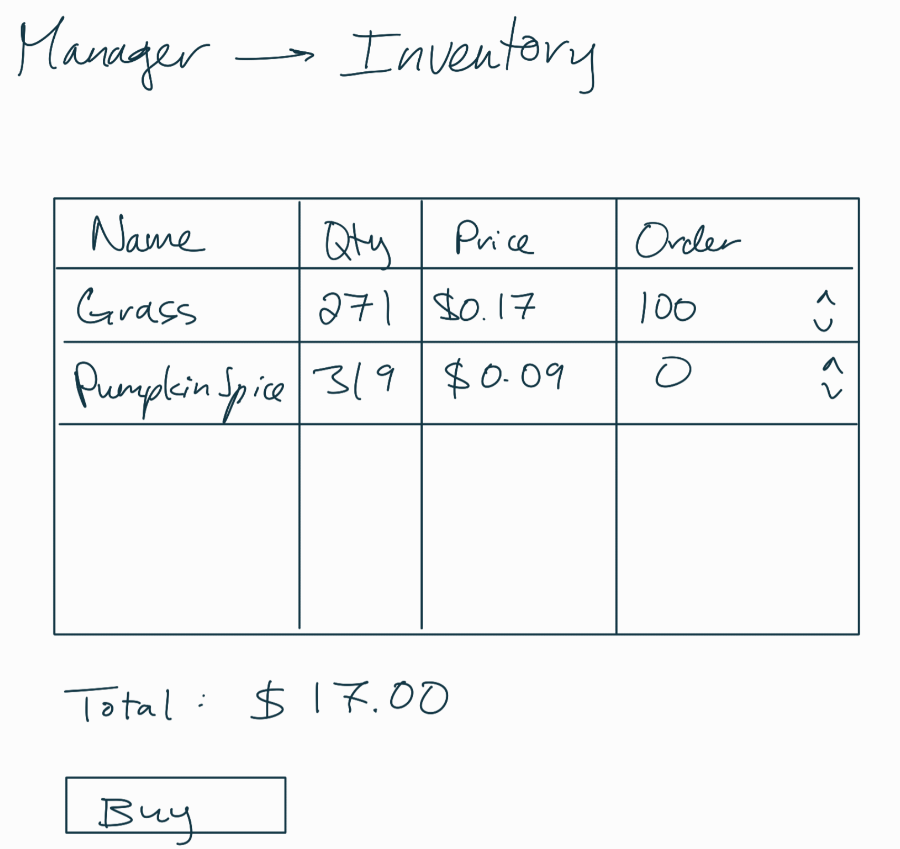 Manager → Inventory
Name Qty Price Order
Grass 271 $0.17 100
Pumpkin Spice 319 $0.09 0
Total: $17.00
Buy